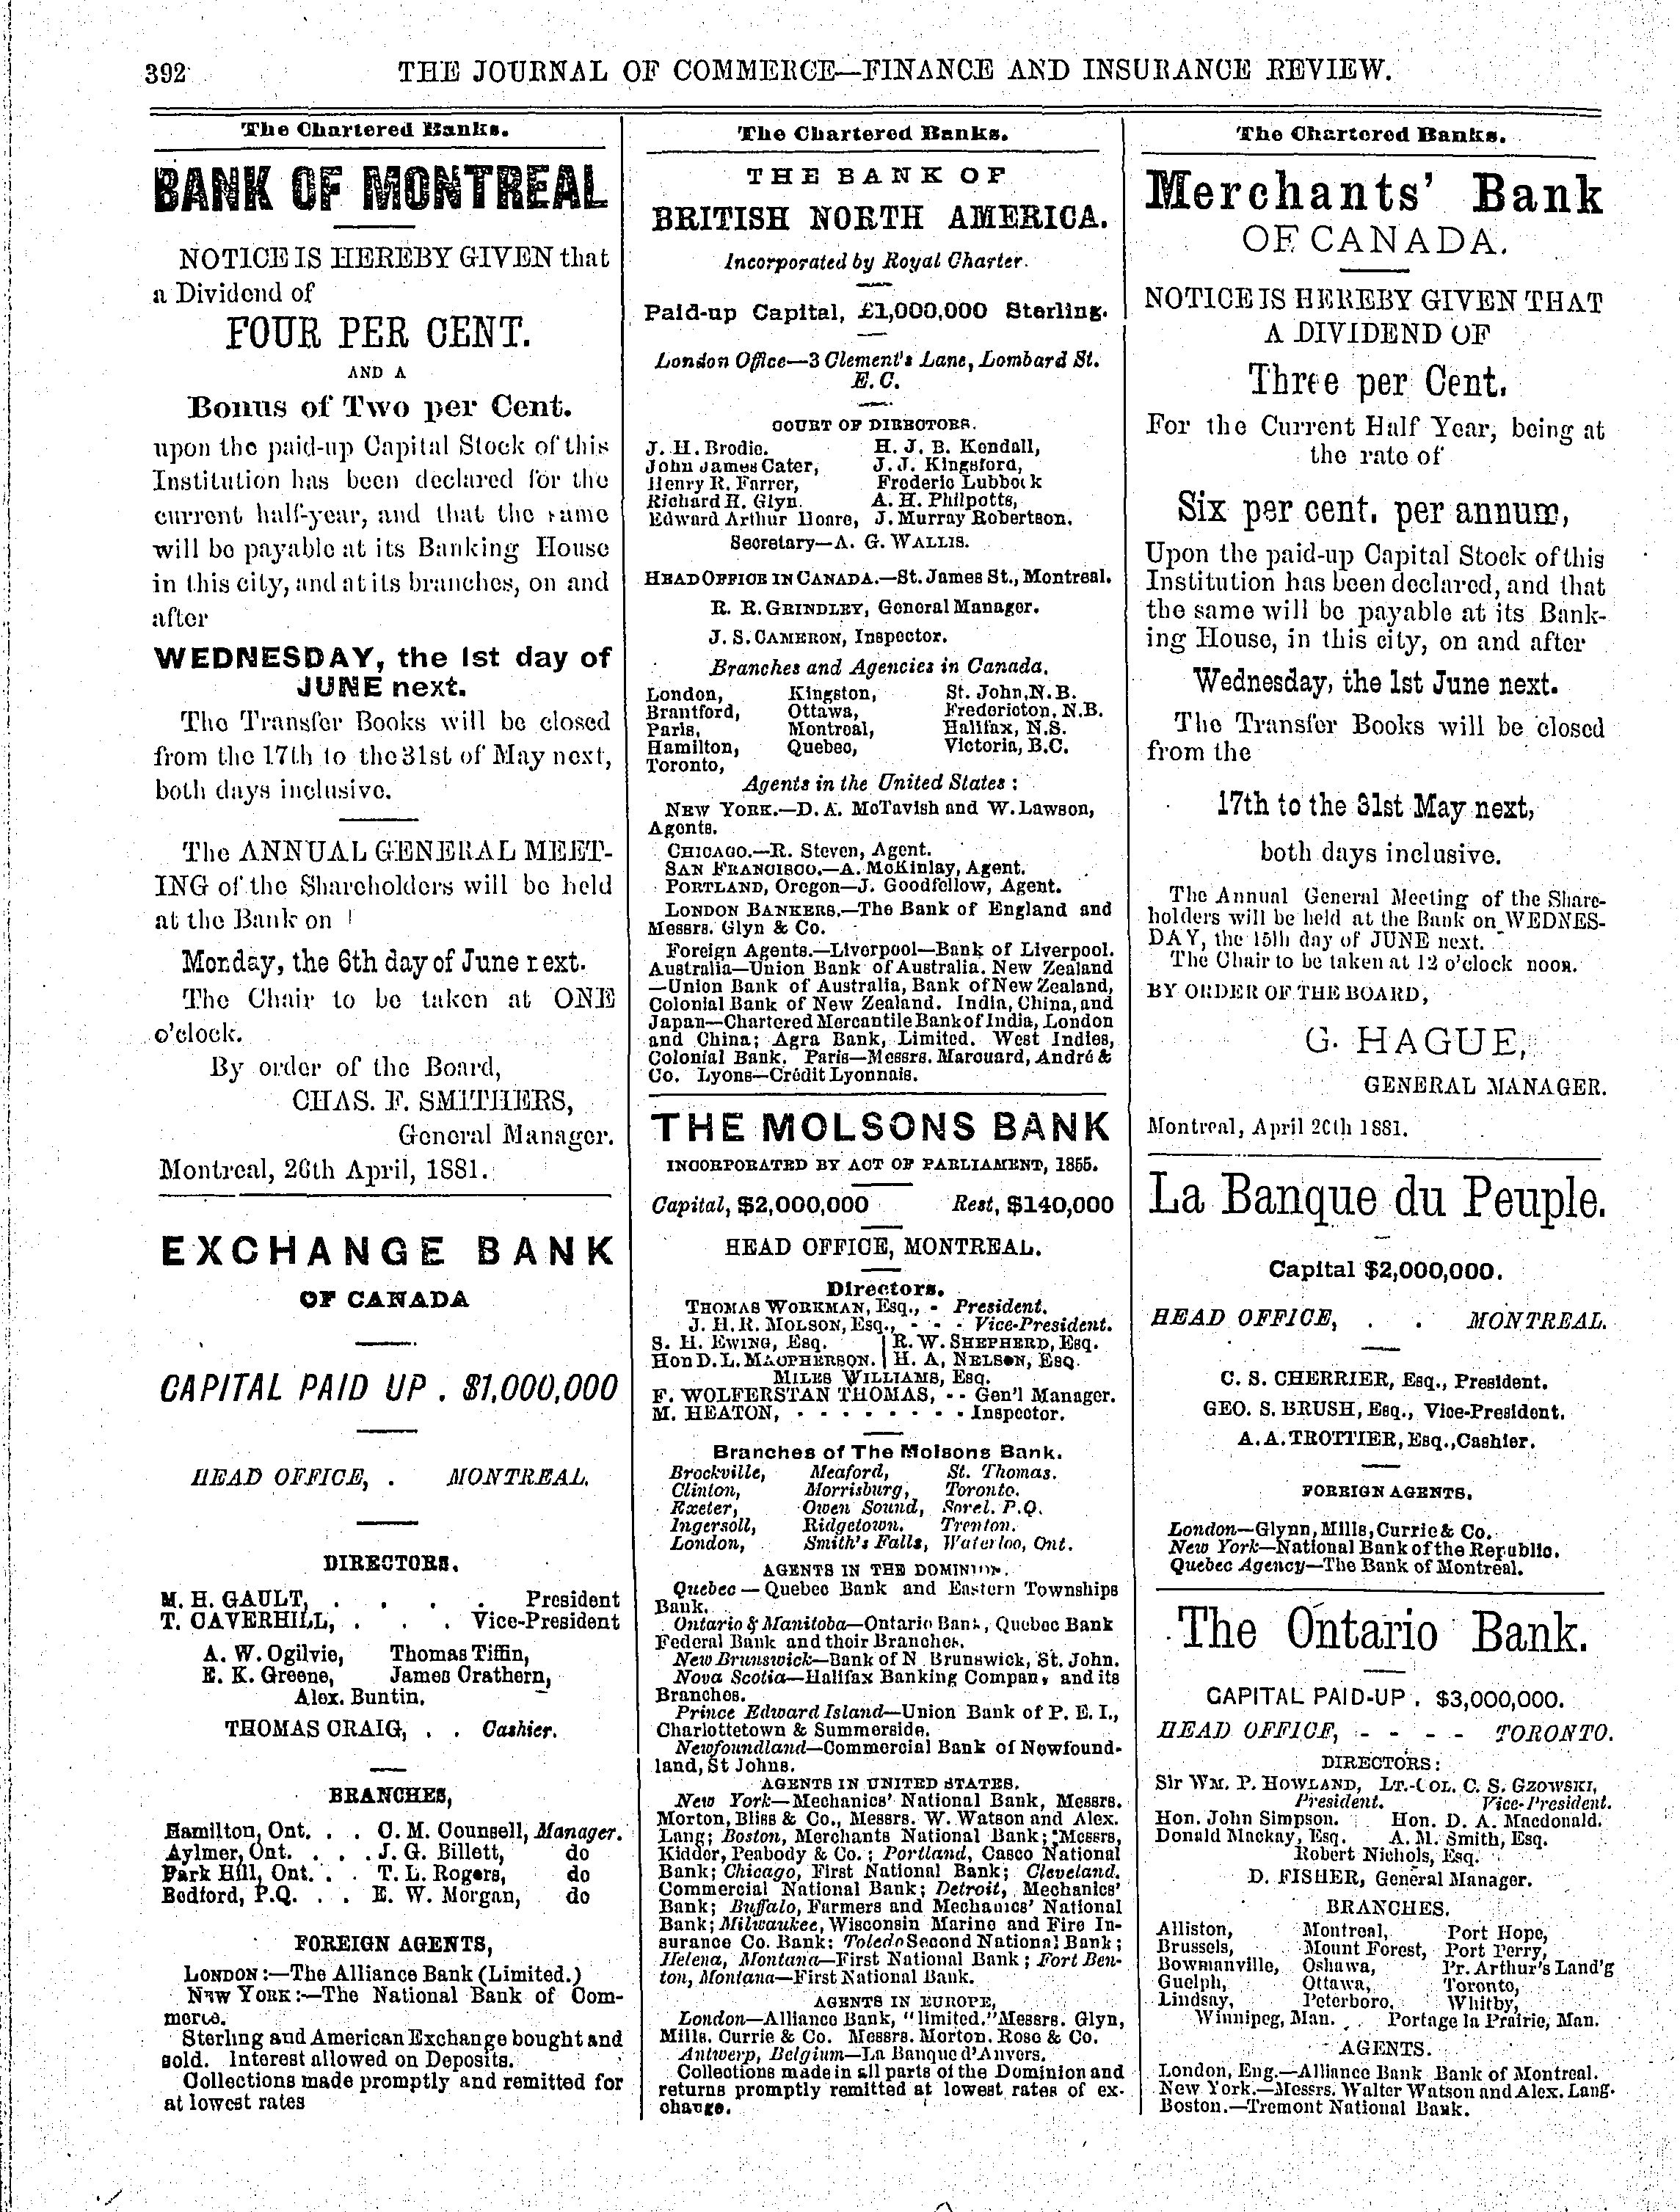 392
THE JOURNAL OF COMMERCE—FINANCE AND INSURANCE REVIEW.
The Chartered Banks.
BANK OF MONTREAL
NOTICE IS HEREBY GIVEN that
a Dividend of
FOUR PER CENT.
AND A
Bonus of Two per Cent.
upon the paid-up Capital Stock of this
Institution has been declared for the
current half-year, and that the same
will be payable at its Banking House
in this city, and at its branches, on and
after
WEDNESDAY, the 1st day of
JUNE next.
The Transfer Books will be closed
from the 17th to the 31st of May next,
both days inclusive.
The ANNUAL GENERAL MEET-
ING of the Shareholders will be held
at the Bank on
Monday, the 6th day of June next.
The Chair to be taken at ONE
o'clock.
By order of the Board,
CHAS. F. SMITHERS,
General Manager.
Montreal, 26th April, 1881.
EXCHANGE BANK
OF CANADA
CAPITAL PAID UP . $1,000,000
HEAD OFFICE, . MONTREAL.
DIRECTORS.
M. H. GAULT, . . . . President
T. CAVERHILL, . . . Vice-President
A. W. Ogilvie, Thomas Tiffin,
E. K. Greene, James Crathern,
Alex. Buntin.
THOMAS CRAIG, . . Cashier.
BRANCHES,
Hamilton, Ont. . . C. M. Counsell, Manager.
Aylmer, Ont. . . . J. G. Billett, do
Park Hill, Ont. . . T. L. Rogers, do
Bedford, P.Q. . . E. W. Morgan, do
FOREIGN AGENTS,
LONDON:—The Alliance Bank (Limited.)
NEW YORK:—The National Bank of Com-
merce.
Sterling and American Exchange bought and
sold. Interest allowed on Deposits.
Collections made promptly and remitted for
at lowest rates
The Chartered Banks.
THE BANK OF
BRITISH NORTH AMERICA.
Incorporated by Royal Charter.
Paid-up Capital, £1,000,000 Sterling.
London Office—3 Clement's Lane, Lombard St.
E. C.
COURT OF DIRECTORS.
J. H. Brodie. H. J. B. Kendall,
John James Cater, J. J. Kingsford,
Henry R. Farrer, Frederic Lubbock
Richard H. Glyn. A. H. Philpotts,
Edward Arthur Hoare, J. Murray Robertson.
Secretary—A. G. WALLIS.
HEAD OFFICE IN CANADA.—St. James St., Montreal.
R. R. GRINDLEY, General Manager.
J. S. CAMERON, Inspector.
Branches and Agencies in Canada.
London, Kingston, St. John, N.B.
Brantford, Ottawa, Fredericton, N.B.
Paris, Montreal, Halifax, N.S.
Hamilton, Quebec, Victoria, B.C.
Toronto,
Agents in the United States:
NEW YORK.—D. A. McTavish and W. Lawson,
Agents.
CHICAGO.—R. Steven, Agent.
SAN FRANCISCO.—A. McKinlay, Agent.
PORTLAND, Oregon—J. Goodfellow, Agent.
LONDON BANKERS.—The Bank of England and
Messrs. Glyn & Co.
Foreign Agents.—Liverpool—Bank of Liverpool.
Australia—Union Bank of Australia. New Zealand
—Union Bank of Australia, Bank of New Zealand,
Colonial Bank of New Zealand. India, China, and
Japan—Chartered Mercantile Bank of India, London
and China; Agra Bank, Limited. West Indies,
Colonial Bank. Paris—Messrs. Marcuard, André &
Co. Lyons—Crédit Lyonnais.
THE MOLSONS BANK
INCORPORATED BY ACT OF PARLIAMENT, 1855.
Capital, $2,000,000 Rest, $140,000
HEAD OFFICE, MONTREAL.
Directors.
THOMAS WORKMAN, Esq., - President.
J. H. R. MOLSON, Esq., - - - Vice-President.
S. H. EWING, Esq. R. W. SHEPHERD, Esq.
Hon D. L. MACPHERSON. H. A. NELSON, Esq.
MILES WILLIAMS, Esq.
F. WOLFERSTAN THOMAS, - - Gen'l Manager.
M. HEATON, - - - - - - - - Inspector.
Branches of The Molsons Bank.
Brockville, Meaford, St. Thomas.
Clinton, Morrisburg, Toronto.
Exeter, Owen Sound, Sorel. P.Q.
Ingersoll, Ridgetown. Trenton.
London, Smith's Falls, Waterloo, Ont.
AGENTS IN THE DOMINION.
Quebec—Quebec Bank and Eastern Townships
Bank.
Ontario & Manitoba—Ontario Bank, Quebec Bank
Federal Bank and their Branches.
New Brunswick—Bank of N Brunswick, St. John.
Nova Scotia—Halifax Banking Company and its
Branches.
Prince Edward Island—Union Bank of P. E. I.,
Charlottetown & Summerside.
Newfoundland—Commercial Bank of Newfound-
land, St Johns.
AGENTS IN UNITED STATES.
New York—Mechanics' National Bank, Messrs.
Morton, Bliss & Co., Messrs. W. Watson and Alex.
Lang; Boston, Merchants National Bank; Messrs,
Kidder, Peabody & Co.; Portland, Casco National
Bank; Chicago, First National Bank; Cleveland.
Commercial National Bank; Detroit, Mechanics'
Bank; Buffalo, Farmers and Mechanics' National
Bank; Milwaukee, Wisconsin Marine and Fire In-
surance Co. Bank: Toledo Second National Bank;
Helena, Montana—First National Bank; Fort Ben-
ton, Montana—First National Bank.
AGENTS IN EUROPE,
London—Alliance Bank, "limited." Messrs. Glyn,
Mills, Currie & Co. Messrs. Morton. Rose & Co.
Antwerp, Belgium—La Banque d'Anvers.
Collections made in all parts of the Dominion and
returns promptly remitted at lowest rates of ex-
change.
The Chartered Banks.
Merchants' Bank
OF CANADA.
NOTICE IS HEREBY GIVEN THAT
A DIVIDEND OF
Three per Cent.
For the Current Half Year, being at
the rate of
Six per cent. per annum,
Upon the paid-up Capital Stock of this
Institution has been declared, and that
the same will be payable at its Bank-
ing House, in this city, on and after
Wednesday, the 1st June next.
The Transfer Books will be closed
from the
17th to the 31st May next,
both days inclusive.
The Annual General Meeting of the Share-
holders will be held at the Bank on WEDNES-
DAY, the 15th day of JUNE next.
The Chair to be taken at 12 o'clock noon.
BY ORDER OF THE BOARD,
G. HAGUE,
GENERAL MANAGER.
Montreal, April 26th 1881.
La Banque du Peuple.
Capital $2,000,000.
HEAD OFFICE, . . MONTREAL.
C. S. CHERRIER, Esq., President.
GEO. S. BRUSH, Esq., Vice-President.
A. A. TROTTIER, Esq., Cashier.
FOREIGN AGENTS.
London—Glynn, Mills, Currie & Co.
New York—National Bank of the Republic.
Quebec Agency—The Bank of Montreal.
The Ontario Bank.
CAPITAL PAID-UP . $3,000,000.
HEAD OFFICE, - - - - TORONTO.
DIRECTORS:
Sir WM. P. HOWLAND, LT.-COL. C. S. GZOWSKI,
President. Vice-President.
Hon. John Simpson. Hon. D. A. Macdonald.
Donald Mackay, Esq. A. M. Smith, Esq.
Robert Nichols, Esq.
D. FISHER, General Manager.
BRANCHES.
Alliston, Montreal, Port Hope,
Brussels, Mount Forest, Port Perry,
Bowmanville, Oshawa, Pr. Arthur's Land'g
Guelph, Ottawa, Toronto,
Lindsay, Peterboro, Whitby,
Winnipeg, Man. Portage la Prairie, Man.
AGENTS.
London, Eng.—Alliance Bank Bank of Montreal.
New York.—Messrs. Walter Watson and Alex. Lang.
Boston.—Tremont National Bank.